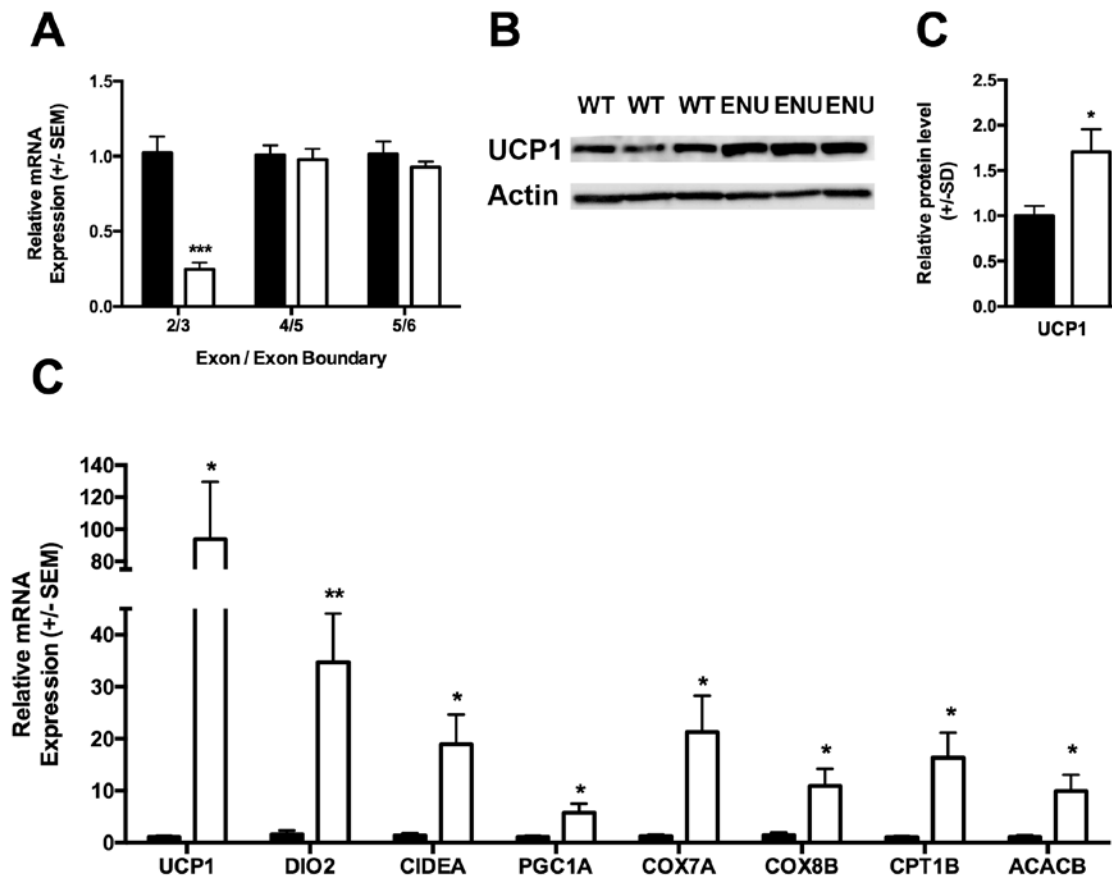 A
Relative mRNA
Expression (+/- SEM)
1.5
1.0
0.5
0.0
***
2/3 4/5 5/6
Exon / Exon Boundary
B
WT WT WT ENU ENU ENU
UCP1
Actin
C
Relative protein level
(+/-SD)
2.5
2.0
1.5
1.0
0.5
0.0
*
UCP1
C
Relative mRNA
Expression (+/- SEM)
140
120
100
80
40
30
20
10
0
* ** * * * * * *
UCP1 DIO2 CIDEA PGC1A COX7A COX8B CPT1B ACACB